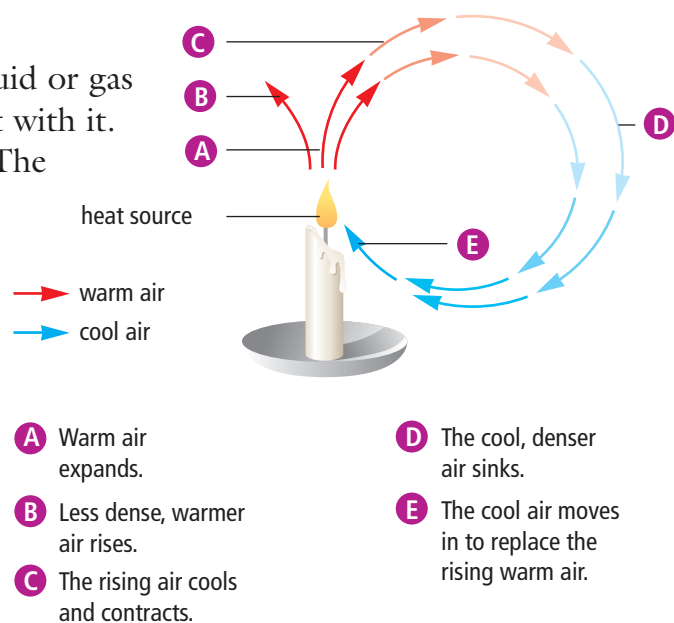 uid or gas
t with it.
The
C
B
A
D
heat source
E
warm air
cool air
A Warm air
expands.
B Less dense, warmer
air rises.
C The rising air cools
and contracts.
D The cool, denser
air sinks.
E The cool air moves
in to replace the
rising warm air.